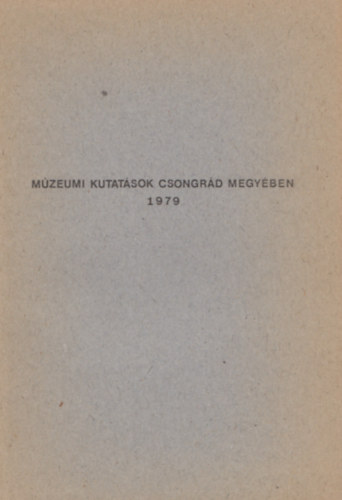 MÚZEUMI KUTATÁSOK CSONGRÁD MEGYÉBEN
1979